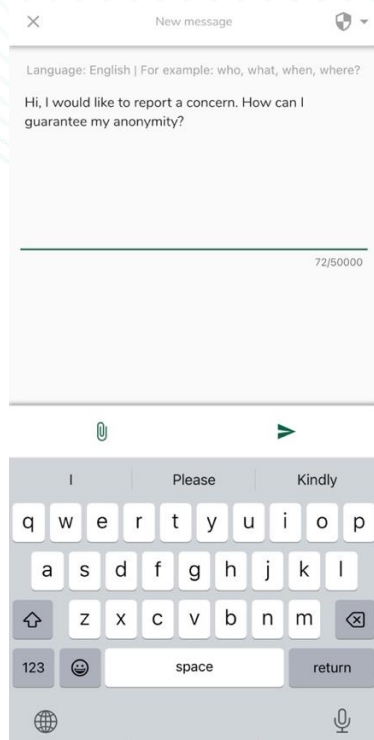 New message
Language: English | For example: who, what, when, where?
Hi, I would like to report a concern. How can I
guarantee my anonymity?
72/50000
I Please Kindly
q w e r t y u i o p
a s d f g h j k l
z x c v b n m
123 space return